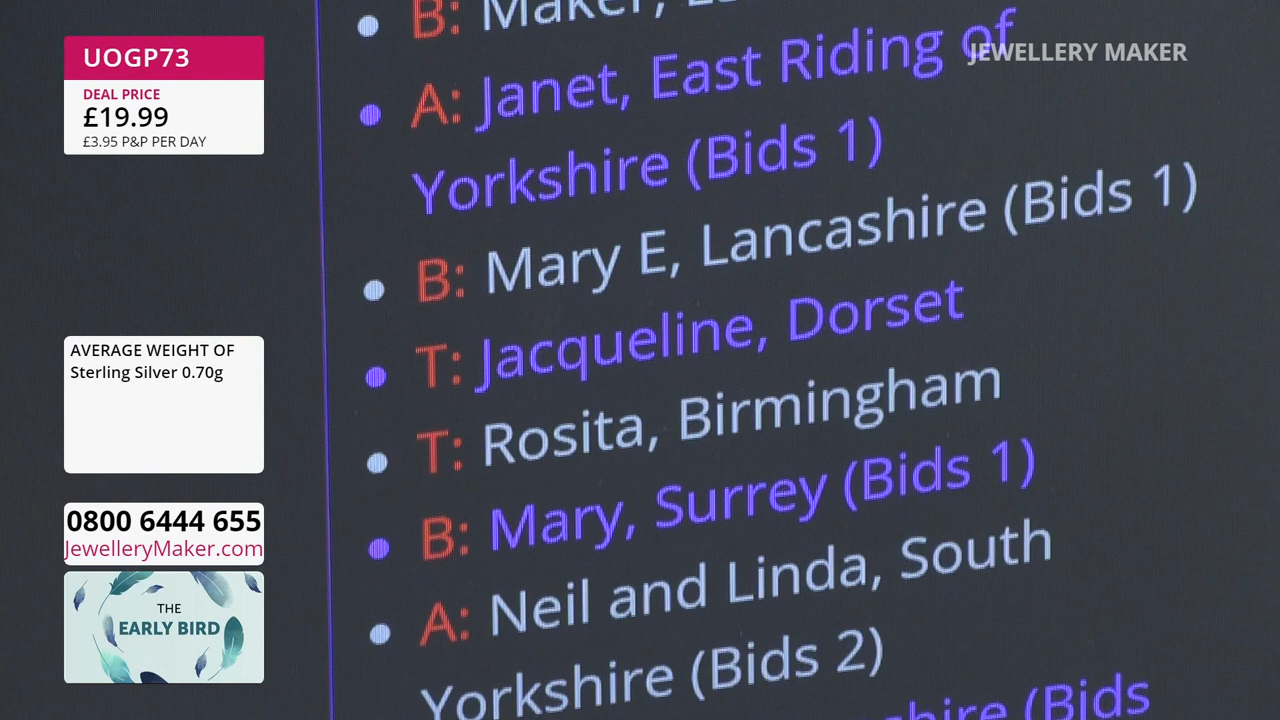 UOGP73
DEAL PRICE
£19.99
£3.95 P&P PER DAY
AVERAGE WEIGHT OF
Sterling Silver 0.70g
0800 6444 655
JewelleryMaker.com
THE
EARLY BIRD
JEWELLERY MAKER
B: Maker,
A: Janet, East Riding of
Yorkshire (Bids 1)
B: Mary E, Lancashire (Bids 1)
T: Jacqueline, Dorset
T: Rosita, Birmingham
B: Mary, Surrey (Bids 1)
A: Neil and Linda, South
Yorkshire (Bids 2)
(Bids